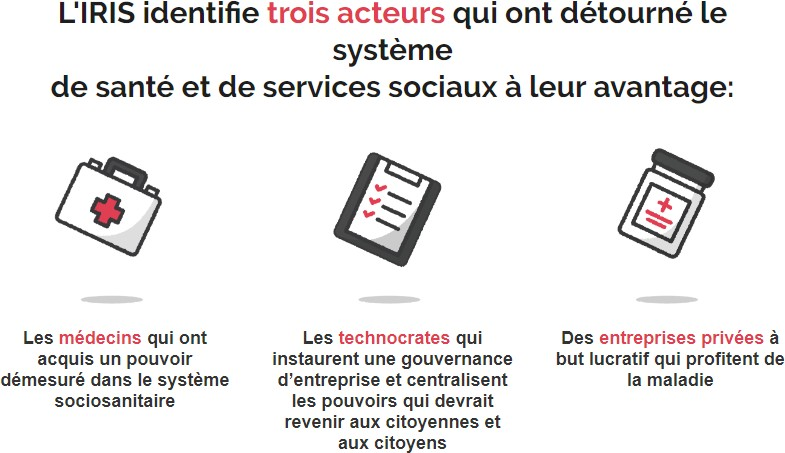 L'IRIS identifie trois acteurs qui ont détourné le
système
de santé et de services sociaux à leur avantage:
Les médecins qui ont
acquis un pouvoir
démesuré dans le système
sociosanitaire
Les technocrates qui
instaurent une gouvernance
d’entreprise et centralisent
les pouvoirs qui devrait
revenir aux citoyennes et
aux citoyens
Des entreprises privées à
but lucratif qui profitent de
la maladie